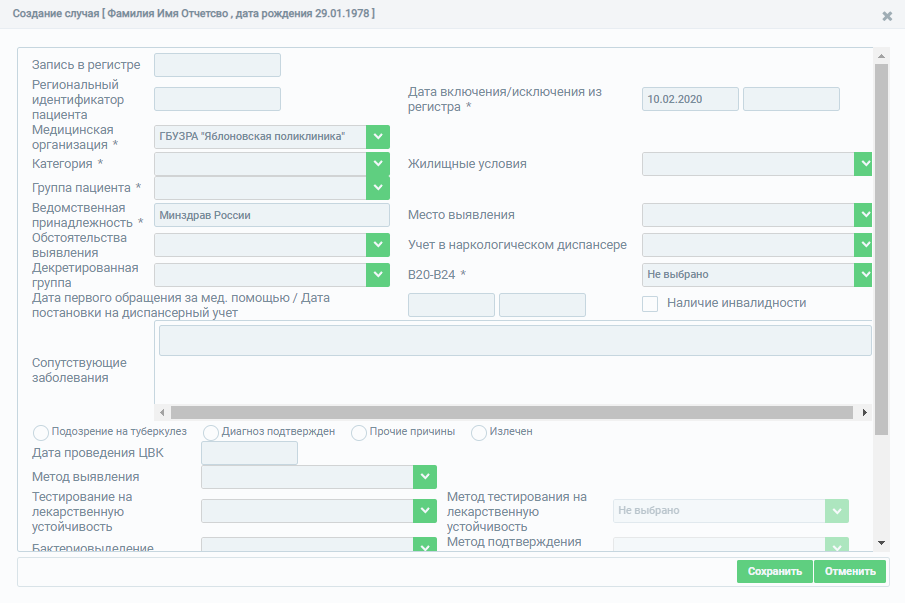 Создание случая [ Фамилия Имя Отчетсво , дата рождения 29.01.1978 ]
Запись в регистре
Региональный
идентификатор
пациента
Дата включения/исключения из
регистра *
10.02.2020
Медицинская
организация *
ГБУЗРА "Яблоновская поликлиника"
Категория *
Жилищные условия
Группа пациента *
Ведомственная
принадлежность *
Минздрав России
Место выявления
Обстоятельства
выявления
Учет в наркологическом диспансере
Декретированная
группа
B20-B24 *
Не выбрано
Дата первого обращения за мед. помощью / Дата
постановки на диспансерный учет
Наличие инвалидности
Сопутствующие
заболевания
Подозрение на туберкулез
Диагноз подтвержден
Прочие причины
Излечен
Дата проведения ЦВК
Метод выявления
Тестирование на
лекарственную
устойчивость
Метод тестирования на
лекарственную
устойчивость
Не выбрано
Бактериовыделение
Метод подтверждения
Сохранить
Отменить